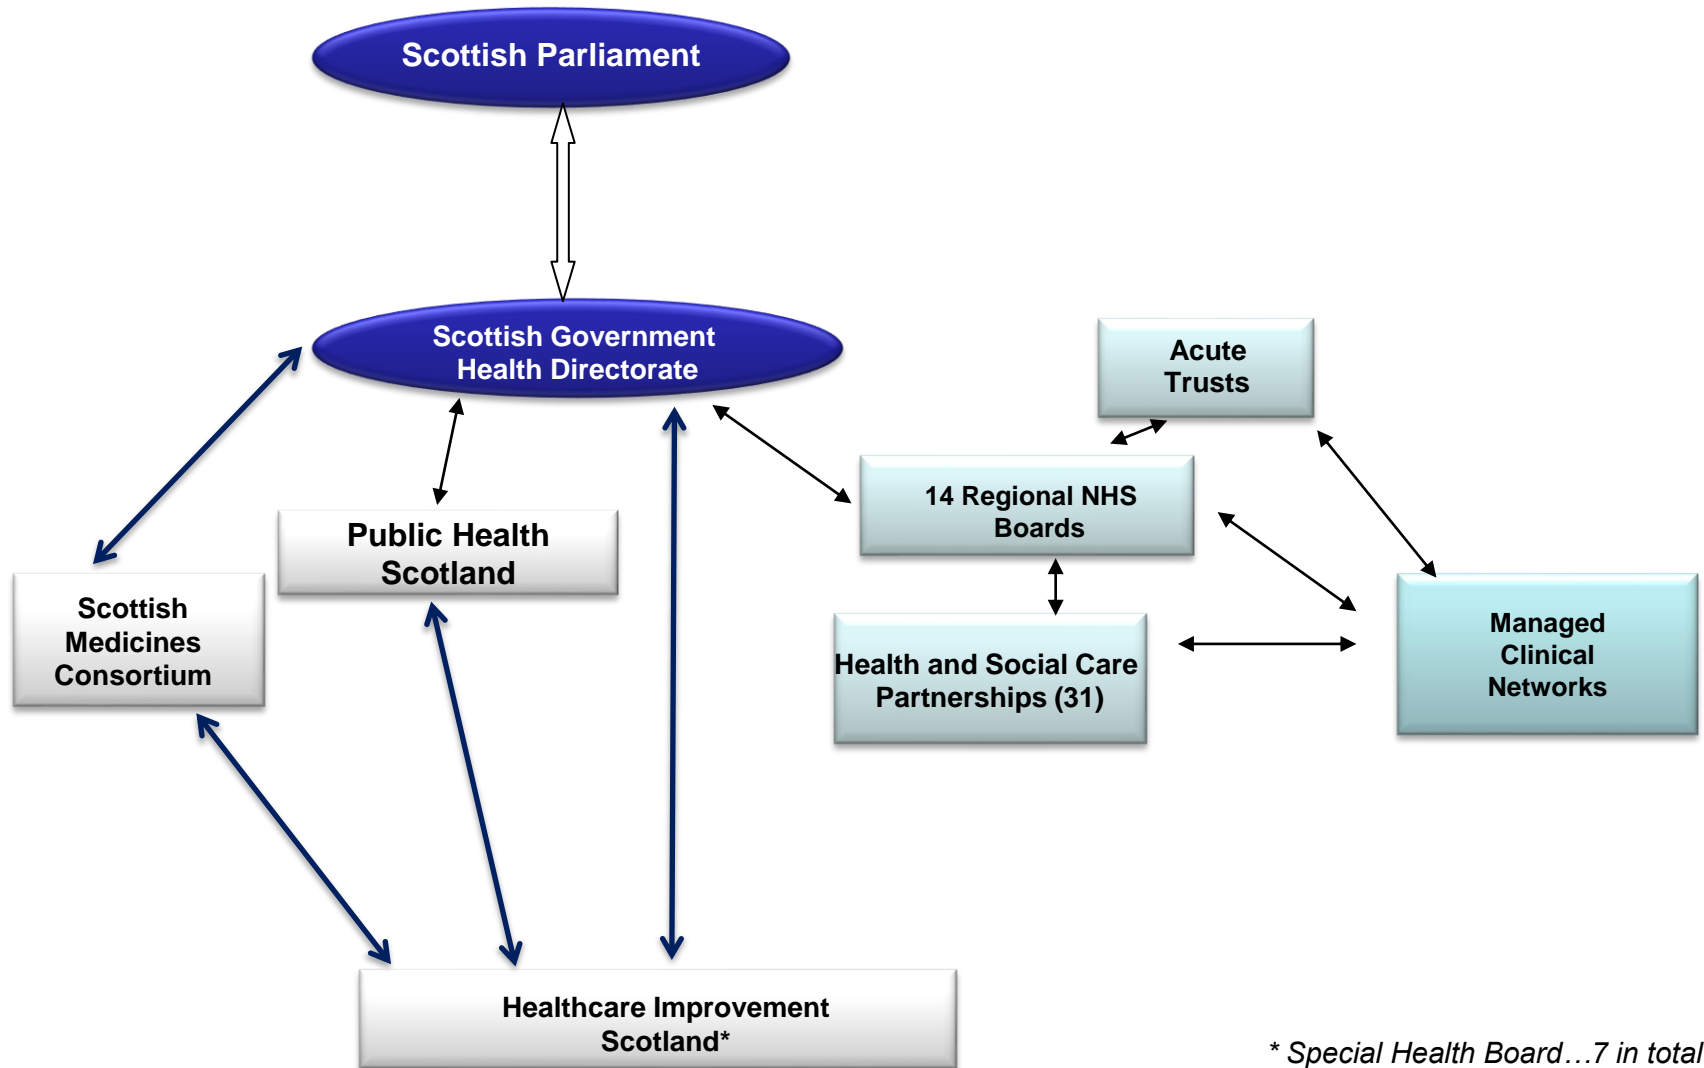 Scottish Parliament
Scottish Government
Health Directorate
Acute
Trusts
14 Regional NHS
Boards
Public Health
Scotland
Scottish
Medicines
Consortium
Health and Social Care
Partnerships (31)
Managed
Clinical
Networks
Healthcare Improvement
Scotland*
* Special Health Board…7 in total